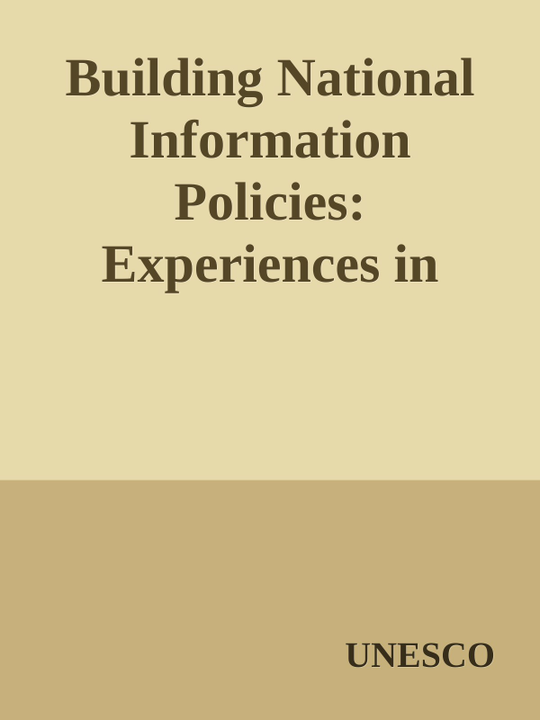 Building National
Information
Policies:
Experiences in
UNESCO